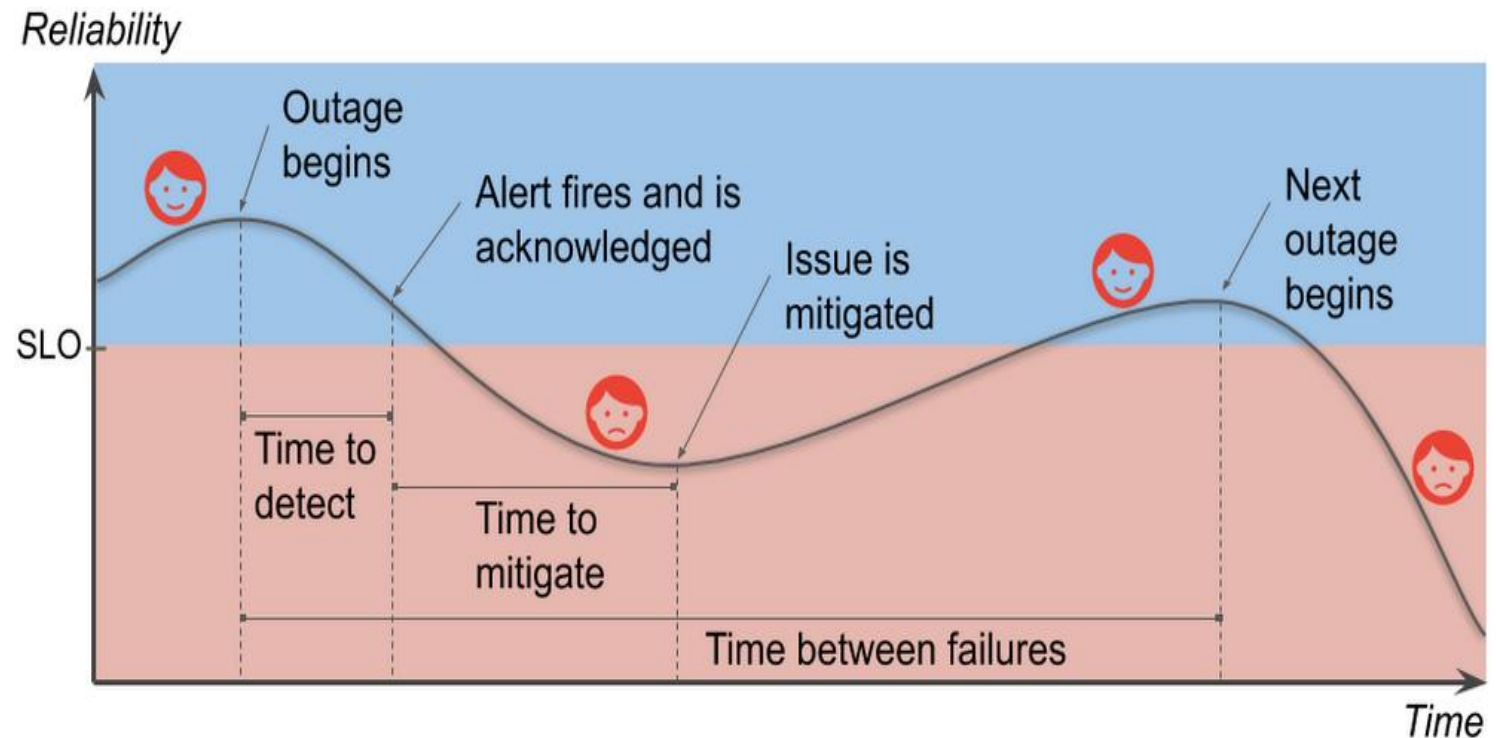 Reliability
Outage
begins
Alert fires and is
acknowledged
Issue is
mitigated
Next
outage
begins
SLO
Time to
detect
Time to
mitigate
Time between failures
Time